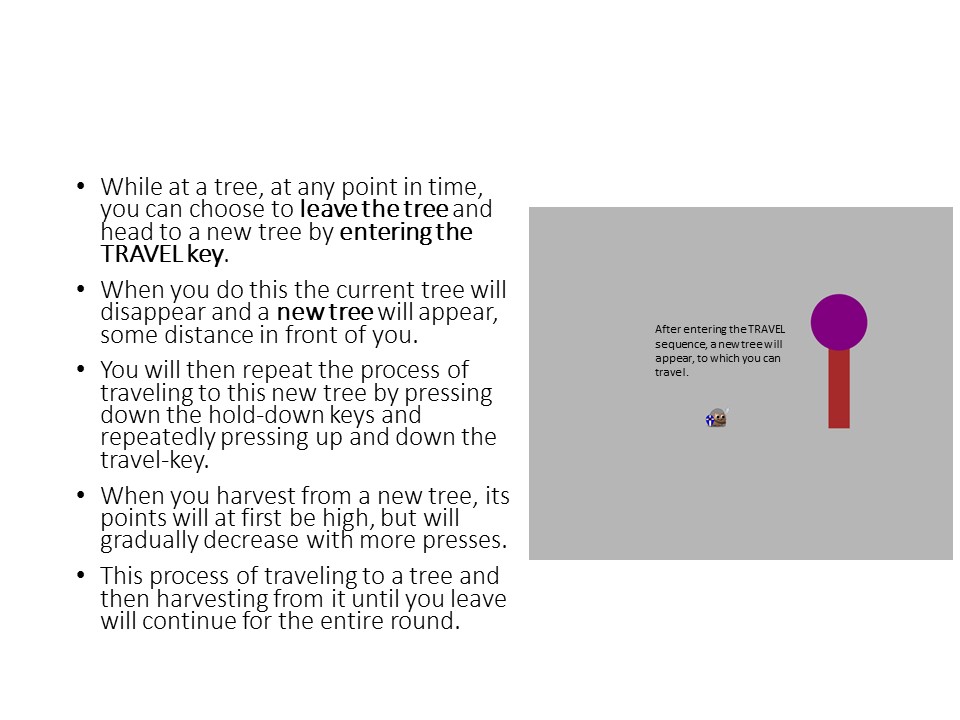 • While at a tree, at any point in time,
you can choose to leave the tree and
head to a new tree by entering the
TRAVEL key.
• When you do this the current tree will
disappear and a new tree will appear,
some distance in front of you.
• You will then repeat the process of
traveling to this new tree by pressing
down the hold-down keys and
repeatedly pressing up and down the
travel-key.
• When you harvest from a new tree, its
points will at first be high, but will
gradually decrease with more presses.
• This process of traveling to a tree and
then harvesting from it until you leave
will continue for the entire round.
After entering the TRAVEL
sequence, a new tree will
appear, to which you can
travel.